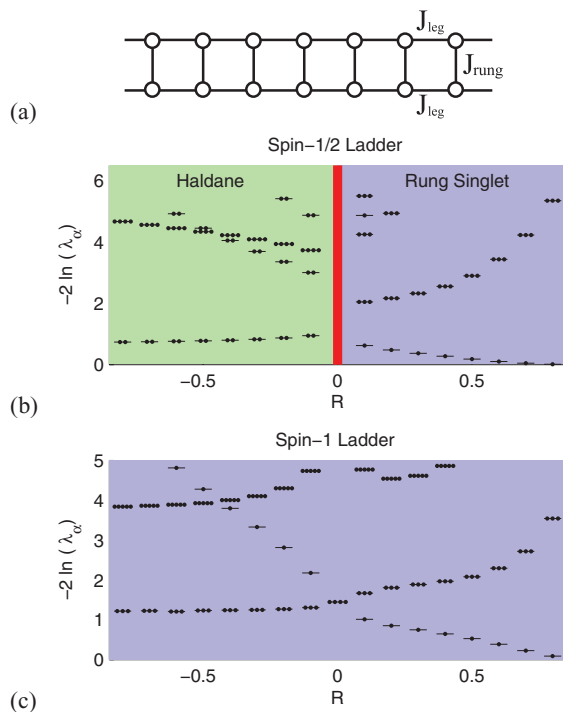 J_leg
J_rung
J_leg
(a)
Spin−1/2 Ladder
Haldane
Rung Singlet
6
4
2
0
−2 ln ( λ_α )
−0.5
0
0.5
R
(b)
Spin−1 Ladder
5
4
3
2
1
0
−2 ln ( λ_α )
−0.5
0
0.5
R
(c)